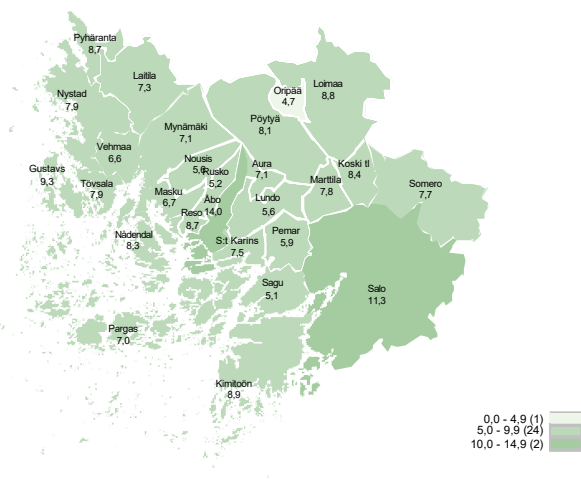 Pyhäranta
8,7
Laitila
7,3
Loimaa
8,8
Oripää
4,7
Nystad
7,9
Pöytyä
8,1
Mynämäki
7,1
Vehmaa
6,6
Nousis
5,6
Rusko
5,2
Aura
7,1
Koski tl
8,4
Gustavs
9,3
Tövsala
7,9
Marttila
7,8
Somero
7,7
Masku
6,7
Åbo
14,0
Lundo
5,6
Reso
8,7
Nådendal
8,3
S:t Karins
7,5
Pemar
5,9
Sagu
5,1
Salo
11,3
Pargas
7,0
Kimitoön
8,9
0,0 - 4,9 (1)
5,0 - 9,9 (24)
10,0 - 14,9 (2)